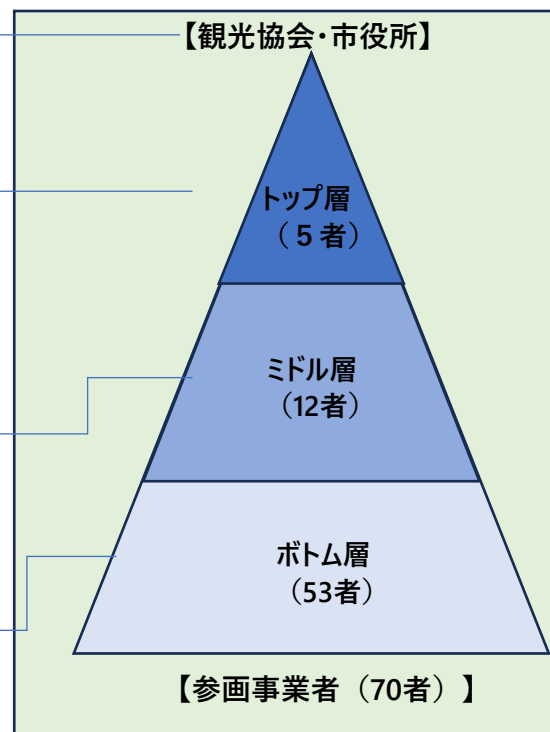 【観光協会・市役所】
トップ層
（５者）
ミドル層
（12者）
ボトム層
（53者）
【参画事業者（70者）】